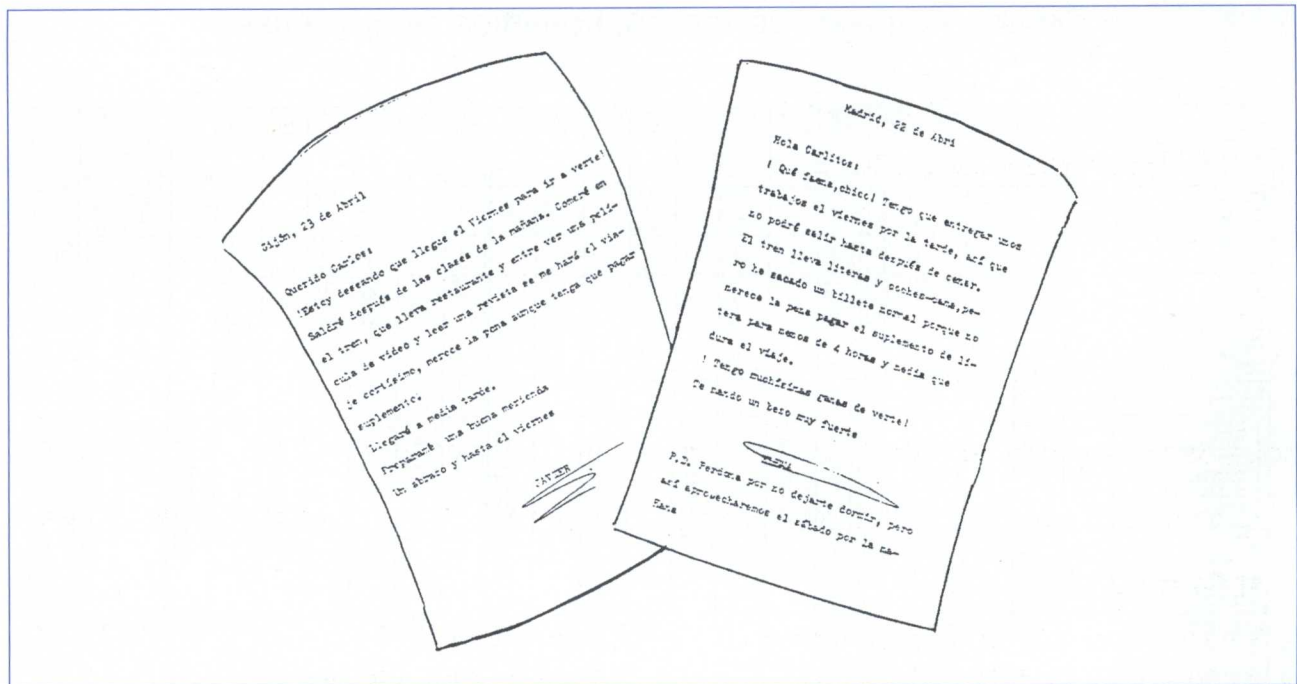 Gijón, 23 de Abril
Querido Carlos:
¡Estoy deseando que llegue el Viernes para ir a verte!
Saldré después de las clases de la mañana. Comeré en
el tren, que lleva restaurante y entre ver una pelí-
cula de vídeo y leer una revista se me hará el via-
je cortísimo, merece la pena aunque tenga que pagar
suplemento.
Llegaré a media tarde.
Preparaté una buena merienda
Un abrazo y hasta el viernes
JAVIER
Madrid, 22 de Abri
Hola Carlitos:
! Qué faena,chico! Tengo que entregar unos
trabajos el viernes por la tarde, así que
no podré salir hasta después de cenar.
El tren lleva literas y coches-cama,pe-
ro he sacado un billete normal porque no
merece la pena pagar el suplemento de li-
tera para menos de 4 horas y media que
dura el viaje.
! Tengo muchísimas ganas de verte!
Te mando un beso muy fuerte
P.D. Perdona por no dejarte dormir, pero
así aprovecharemos el sábado por la ma-
ñana